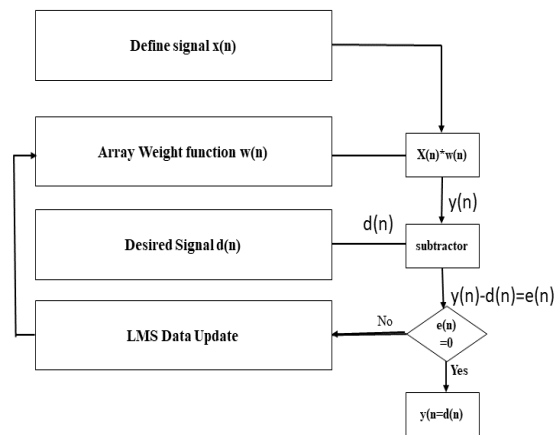 Define signal x(n)
Array Weight function w(n)
X(n)*w(n)
y(n)
d(n)
Desired Signal d(n)
subtractor
y(n)-d(n)=e(n)
No
e(n)
=0
LMS Data Update
Yes
y(n=d(n)